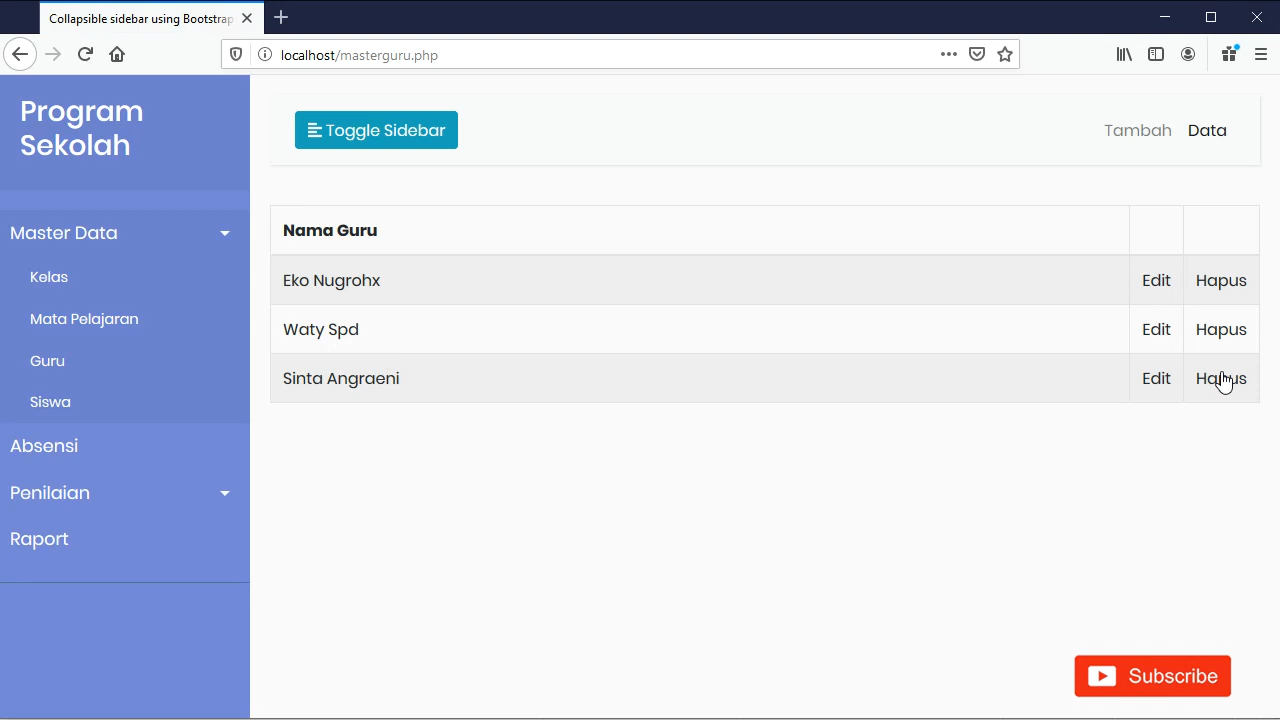 Collapsible sidebar using Bootstrap
localhost/masterguru.php
Program
Sekolah
Toggle Sidebar
Tambah Data
Master Data
Kelas
Mata Pelajaran
Guru
Siswa
Absensi
Penilaian
Raport
Nama Guru
Eko Nugrohx Edit Hapus
Waty Spd Edit Hapus
Sinta Angraeni Edit Hapus
Subscribe